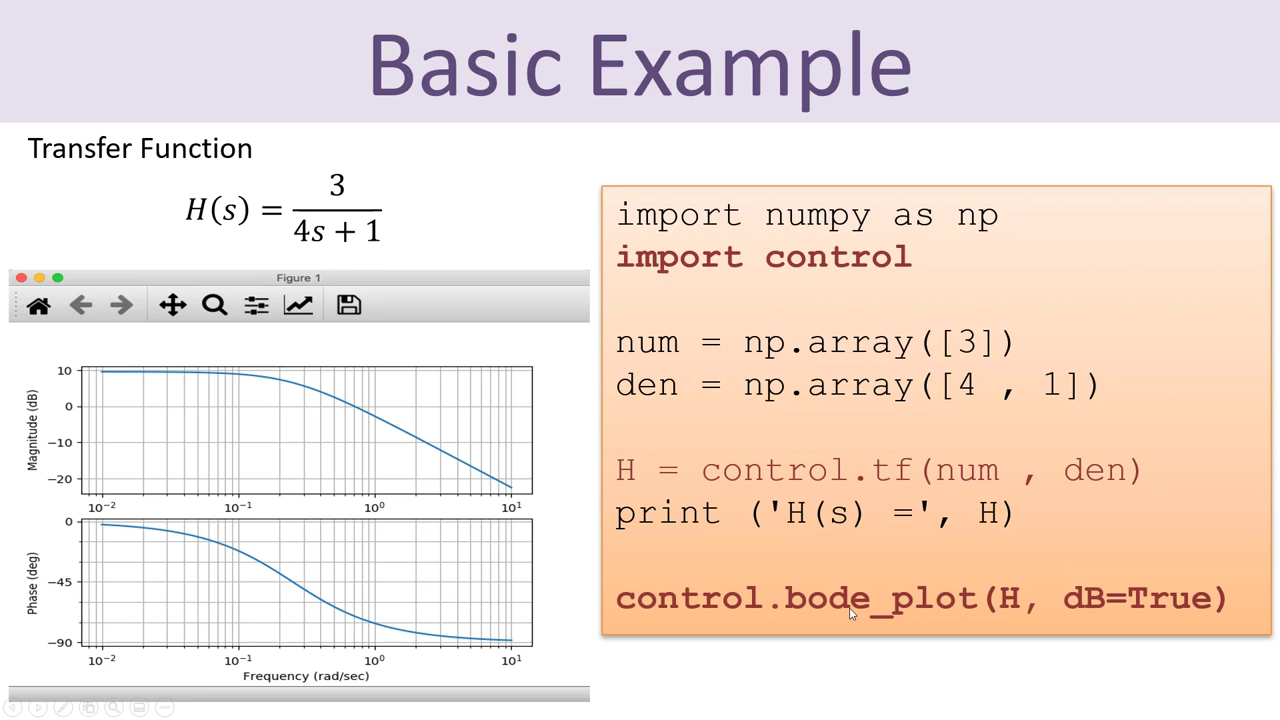 Basic Example
Transfer Function
H(s) = 3 / (4s + 1)
Figure 1
10
0
−10
−20
Magnitude (dB)
10⁻² 10⁻¹ 10⁰ 10¹
0
−45
−90
Phase (deg)
10⁻² 10⁻¹ 10⁰ 10¹
Frequency (rad/sec)
import numpy as np
import control
num = np.array([3])
den = np.array([4 , 1])
H = control.tf(num , den)
print ('H(s) =', H)
control.bode_plot(H, dB=True)